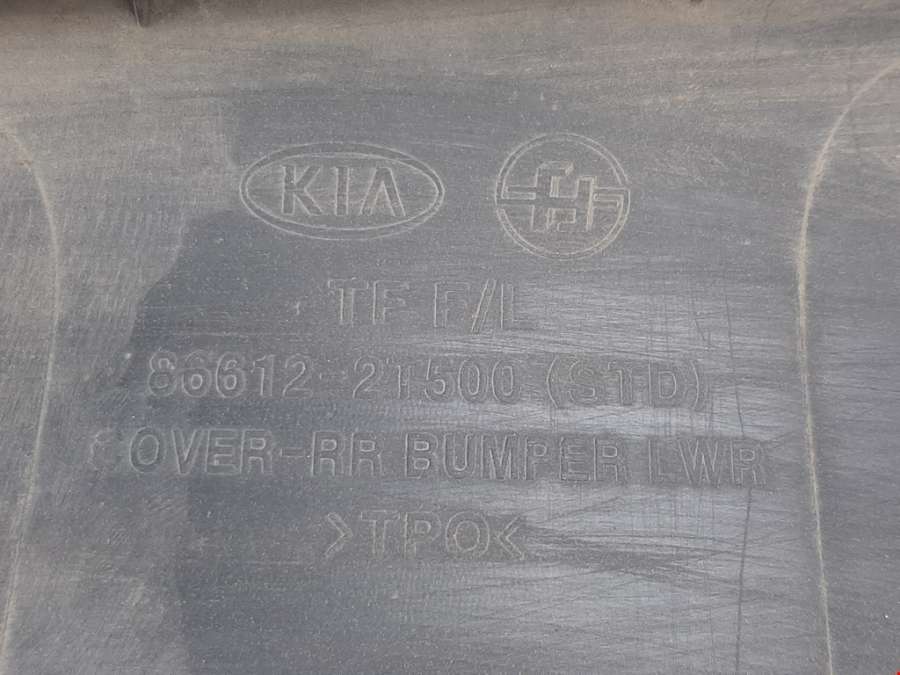 KIA
TF F/L
86612-2T500 (STD)
COVER-RR BUMPER LWR
>TPO<